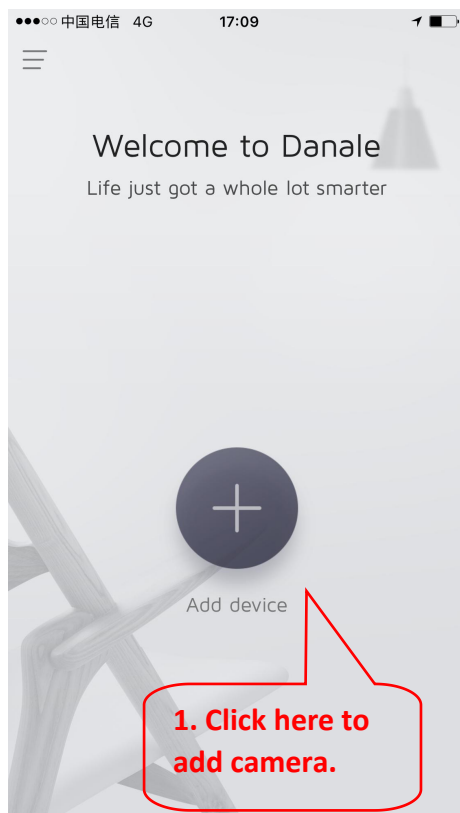 中国电信 4G 17:09
Welcome to Danale
Life just got a whole lot smarter
Add device
1. Click here to
add camera.